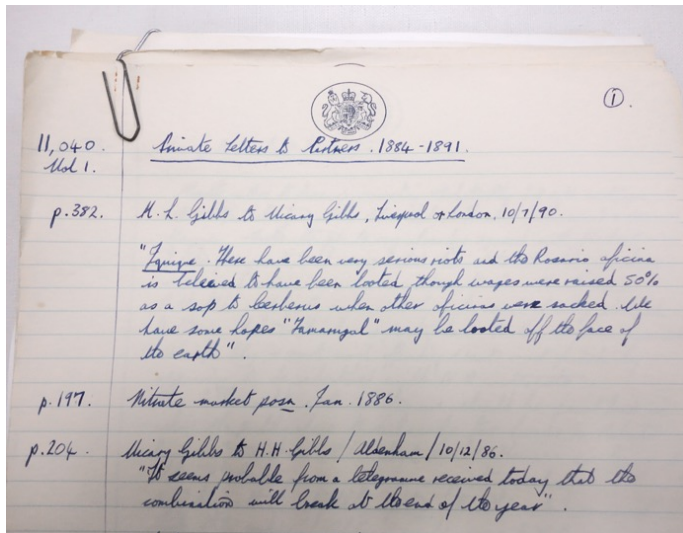 ①.
11,040. Private Letters to Partners. 1884-1891.
Vol 1.
p.382. H. L. Gibbs to Vicary Gibbs, Liverpool or London, 10/7/90.
"Iquique. There have been very serious riots and the Rosario oficina
is believed to have been looted, though wages were raised 50%
as a sop to Cerberus when other oficinas were sacked. We
have some hopes "Tamarugal" may be looted off the face of
the earth".
p.197. Nitrate market posn. Jan. 1886.
p.204. Vicary Gibbs to H.H. Gibbs / Aldenham / 10/12/86.
"It seems probable from a telegramme received today that the
combination will break at the end of the year".